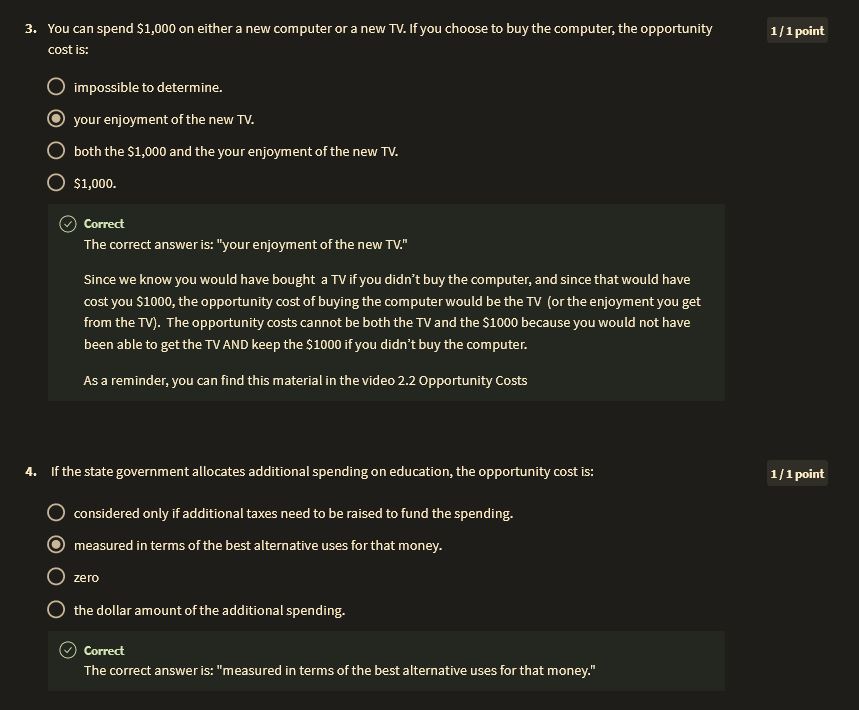 3. You can spend $1,000 on either a new computer or a new TV. If you choose to buy the computer, the opportunity
cost is:
1 / 1 point
impossible to determine.
your enjoyment of the new TV.
both the $1,000 and the your enjoyment of the new TV.
$1,000.
Correct
The correct answer is: "your enjoyment of the new TV."
Since we know you would have bought a TV if you didn’t buy the computer, and since that would have
cost you $1000, the opportunity cost of buying the computer would be the TV (or the enjoyment you get
from the TV). The opportunity costs cannot be both the TV and the $1000 because you would not have
been able to get the TV AND keep the $1000 if you didn’t buy the computer.
As a reminder, you can find this material in the video 2.2 Opportunity Costs
4. If the state government allocates additional spending on education, the opportunity cost is:
1 / 1 point
considered only if additional taxes need to be raised to fund the spending.
measured in terms of the best alternative uses for that money.
zero
the dollar amount of the additional spending.
Correct
The correct answer is: "measured in terms of the best alternative uses for that money."